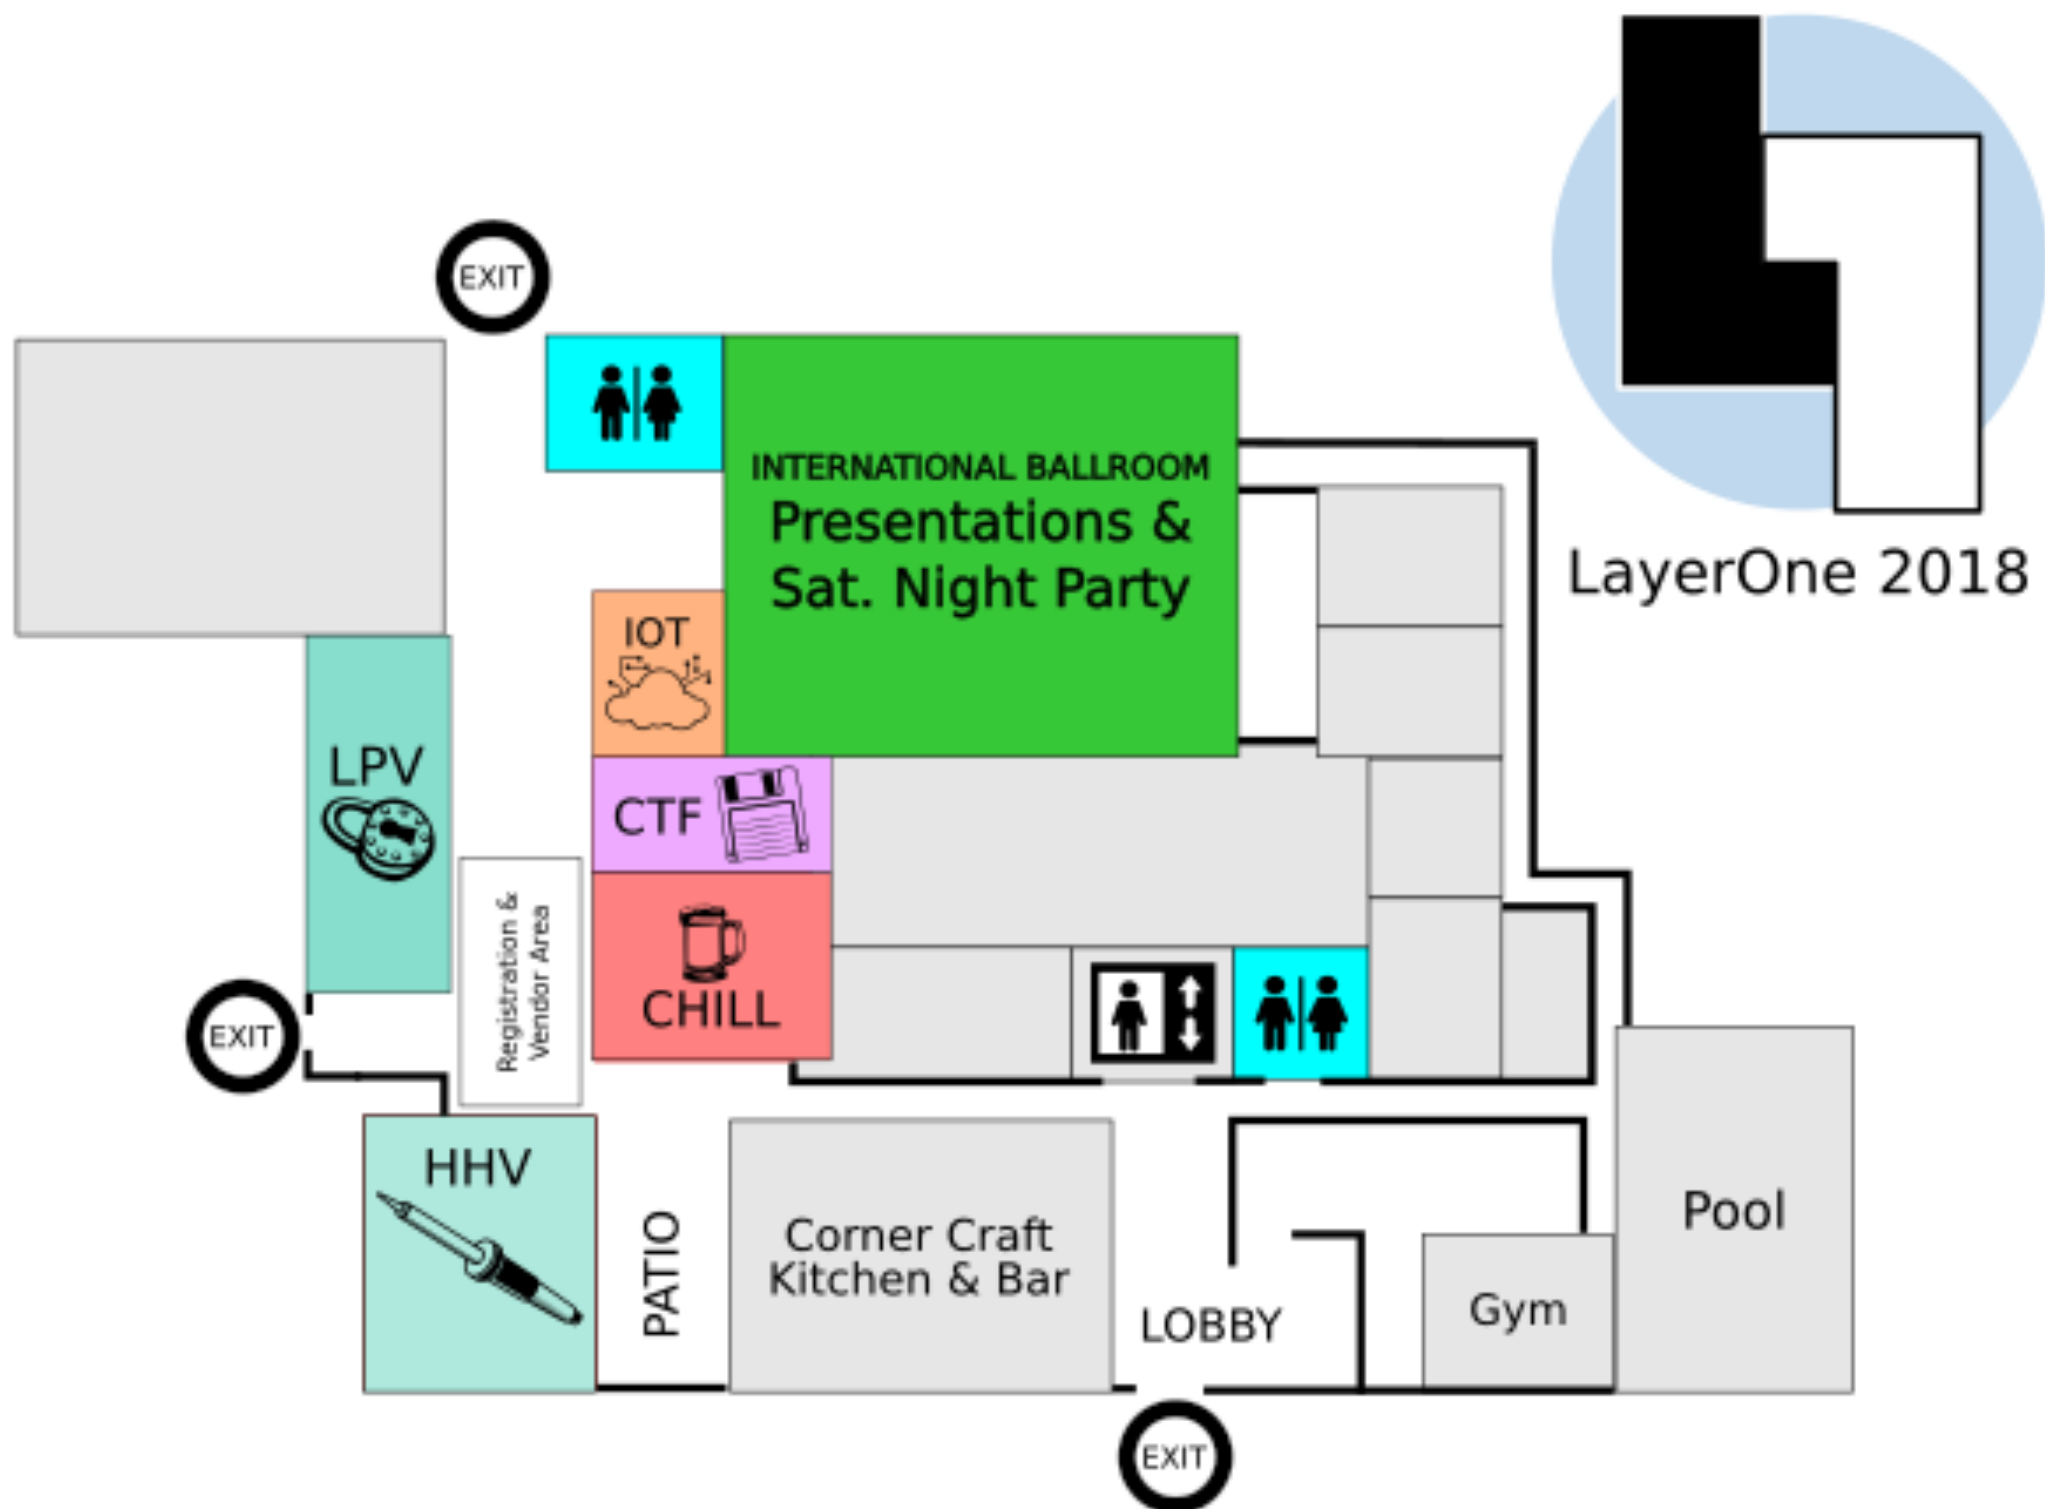 EXIT
INTERNATIONAL BALLROOM
Presentations &
Sat. Night Party
LayerOne 2018
IOT
LPV
CTF
Registration &
Vendor Area
CHILL
EXIT
HHV
PATIO
Corner Craft
Kitchen & Bar
LOBBY
Gym
Pool
EXIT